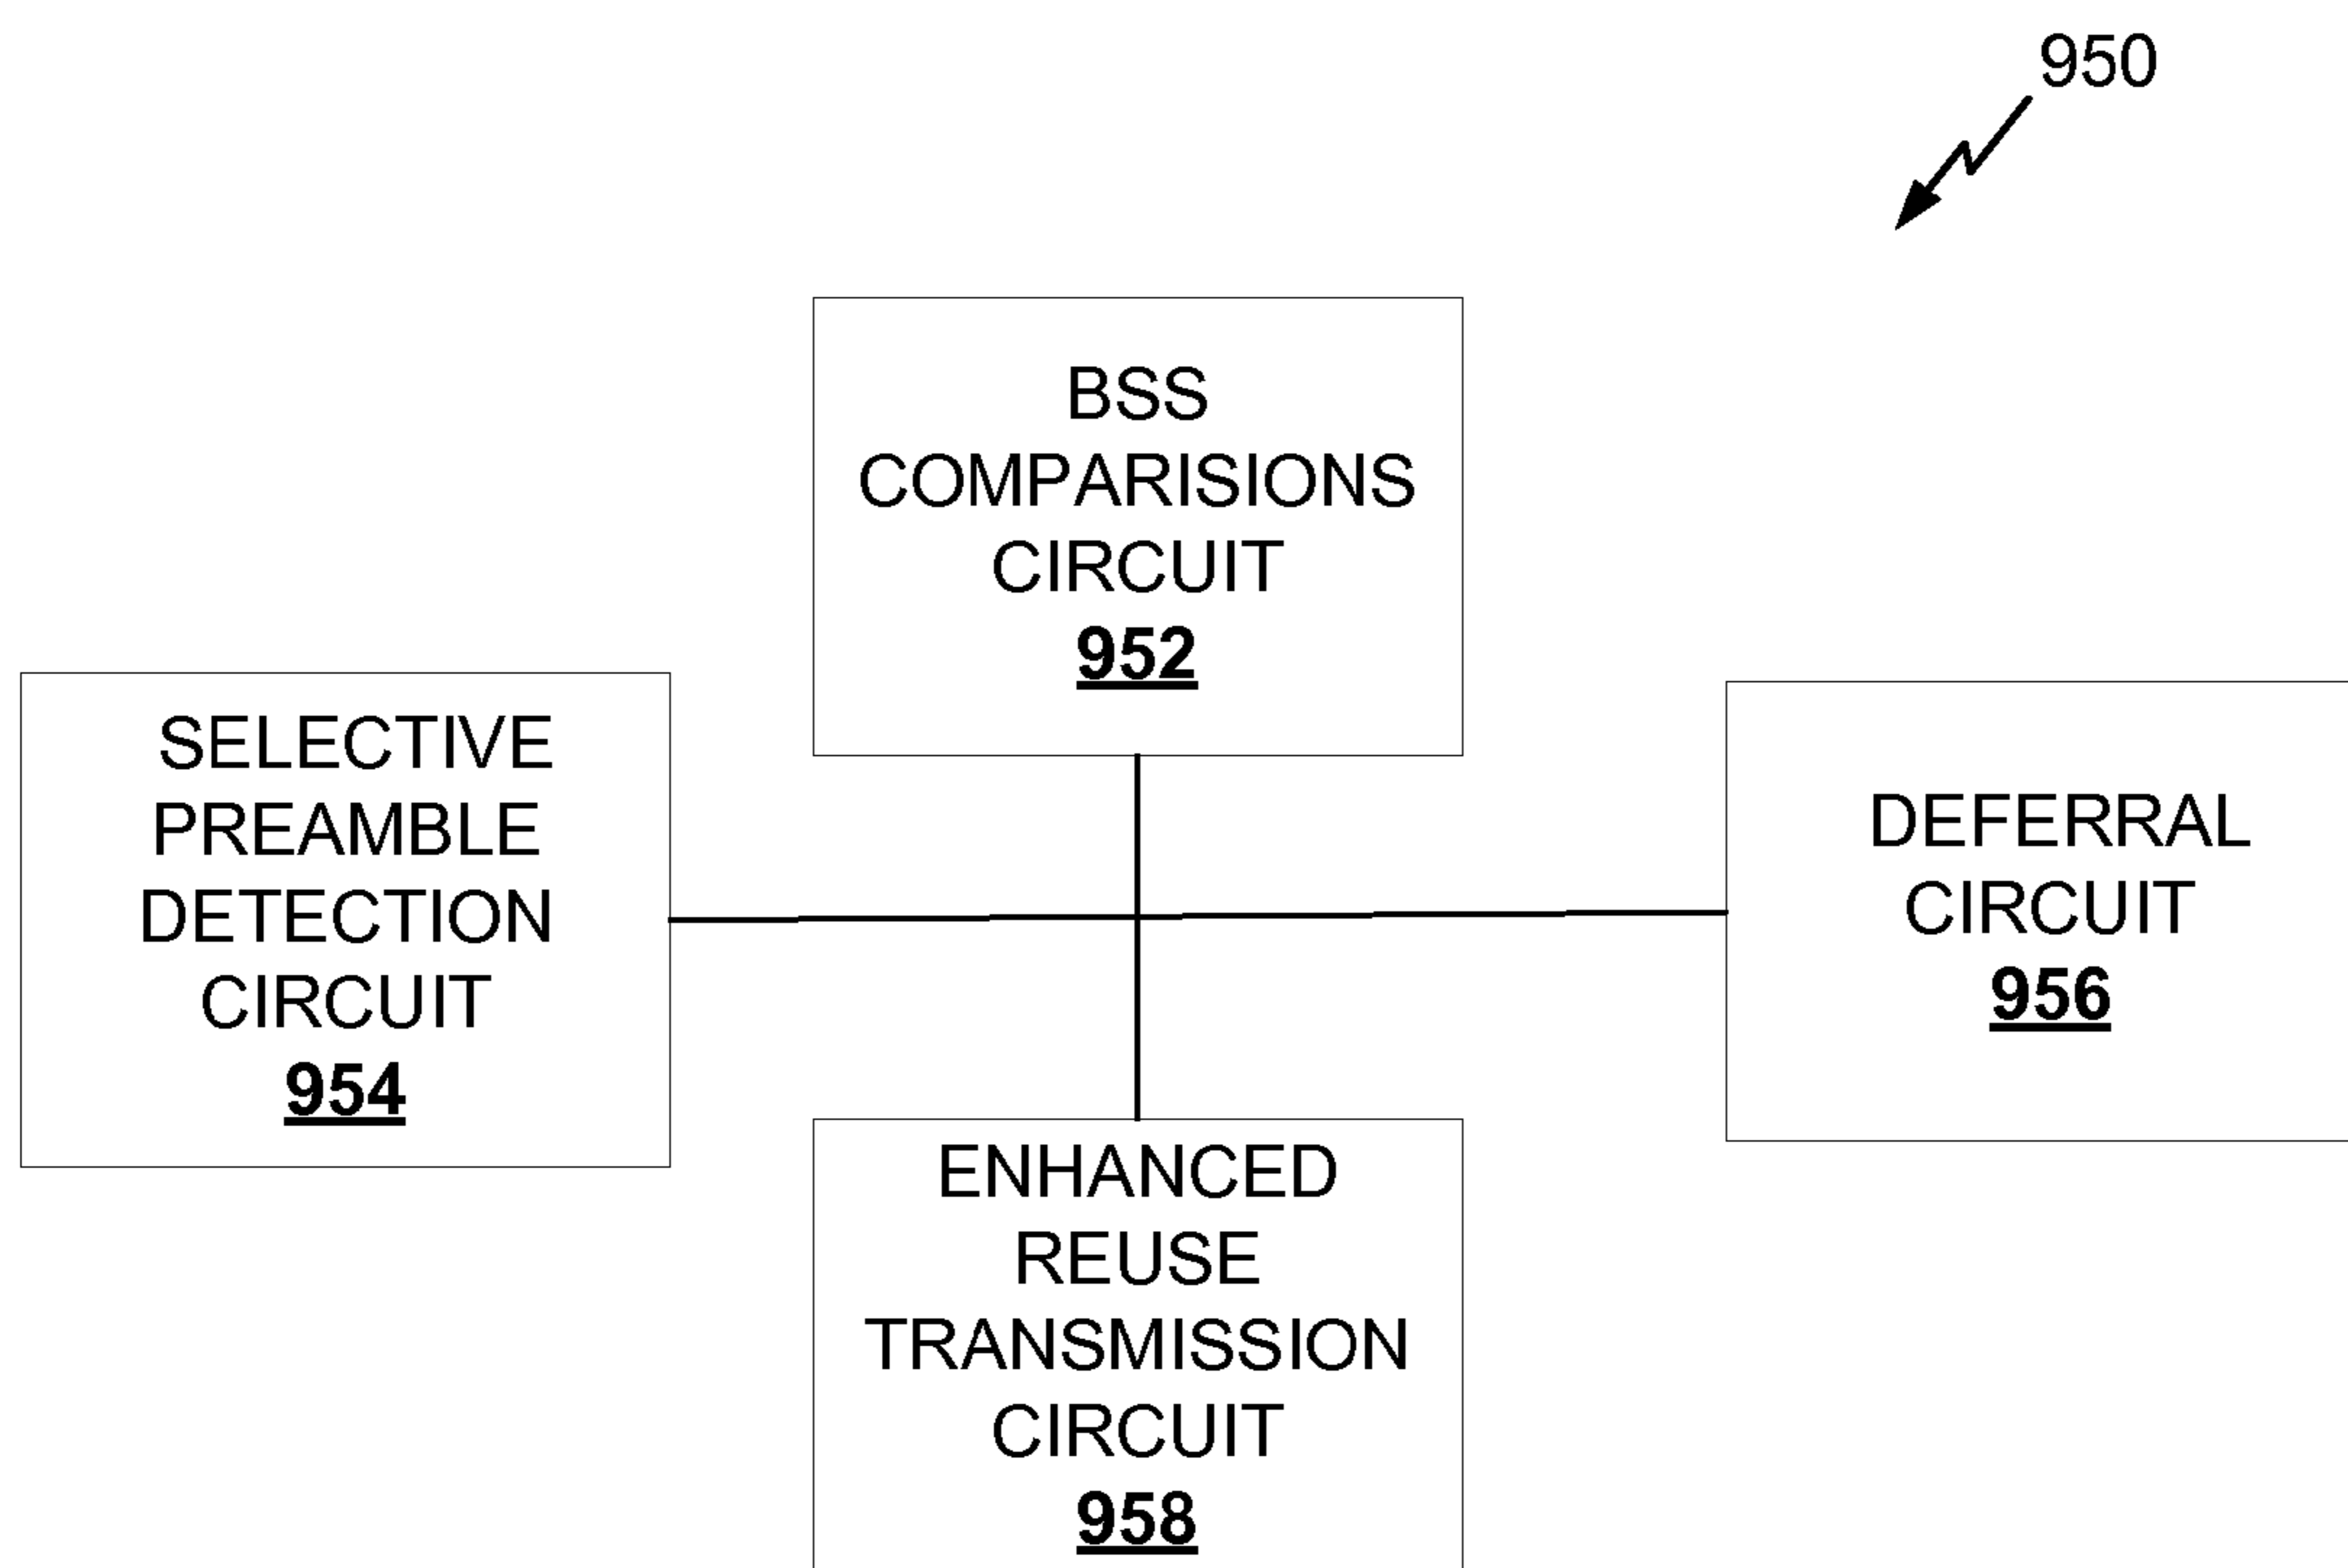 950
BSS
COMPARISIONS
CIRCUIT
952
SELECTIVE
PREAMBLE
DETECTION
CIRCUIT
954
DEFERRAL
CIRCUIT
956
ENHANCED
REUSE
TRANSMISSION
CIRCUIT
958